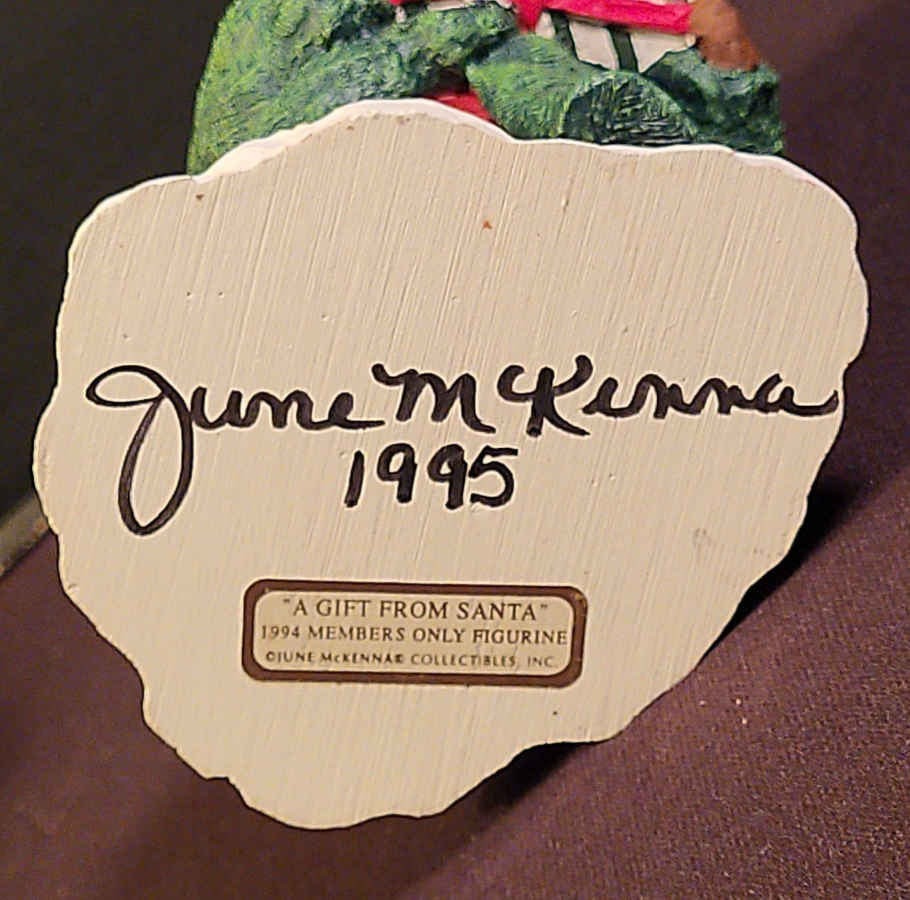 June McKenna
1995
"A GIFT FROM SANTA"
1994 MEMBERS ONLY FIGURINE
©JUNE McKENNA® COLLECTIBLES, INC.